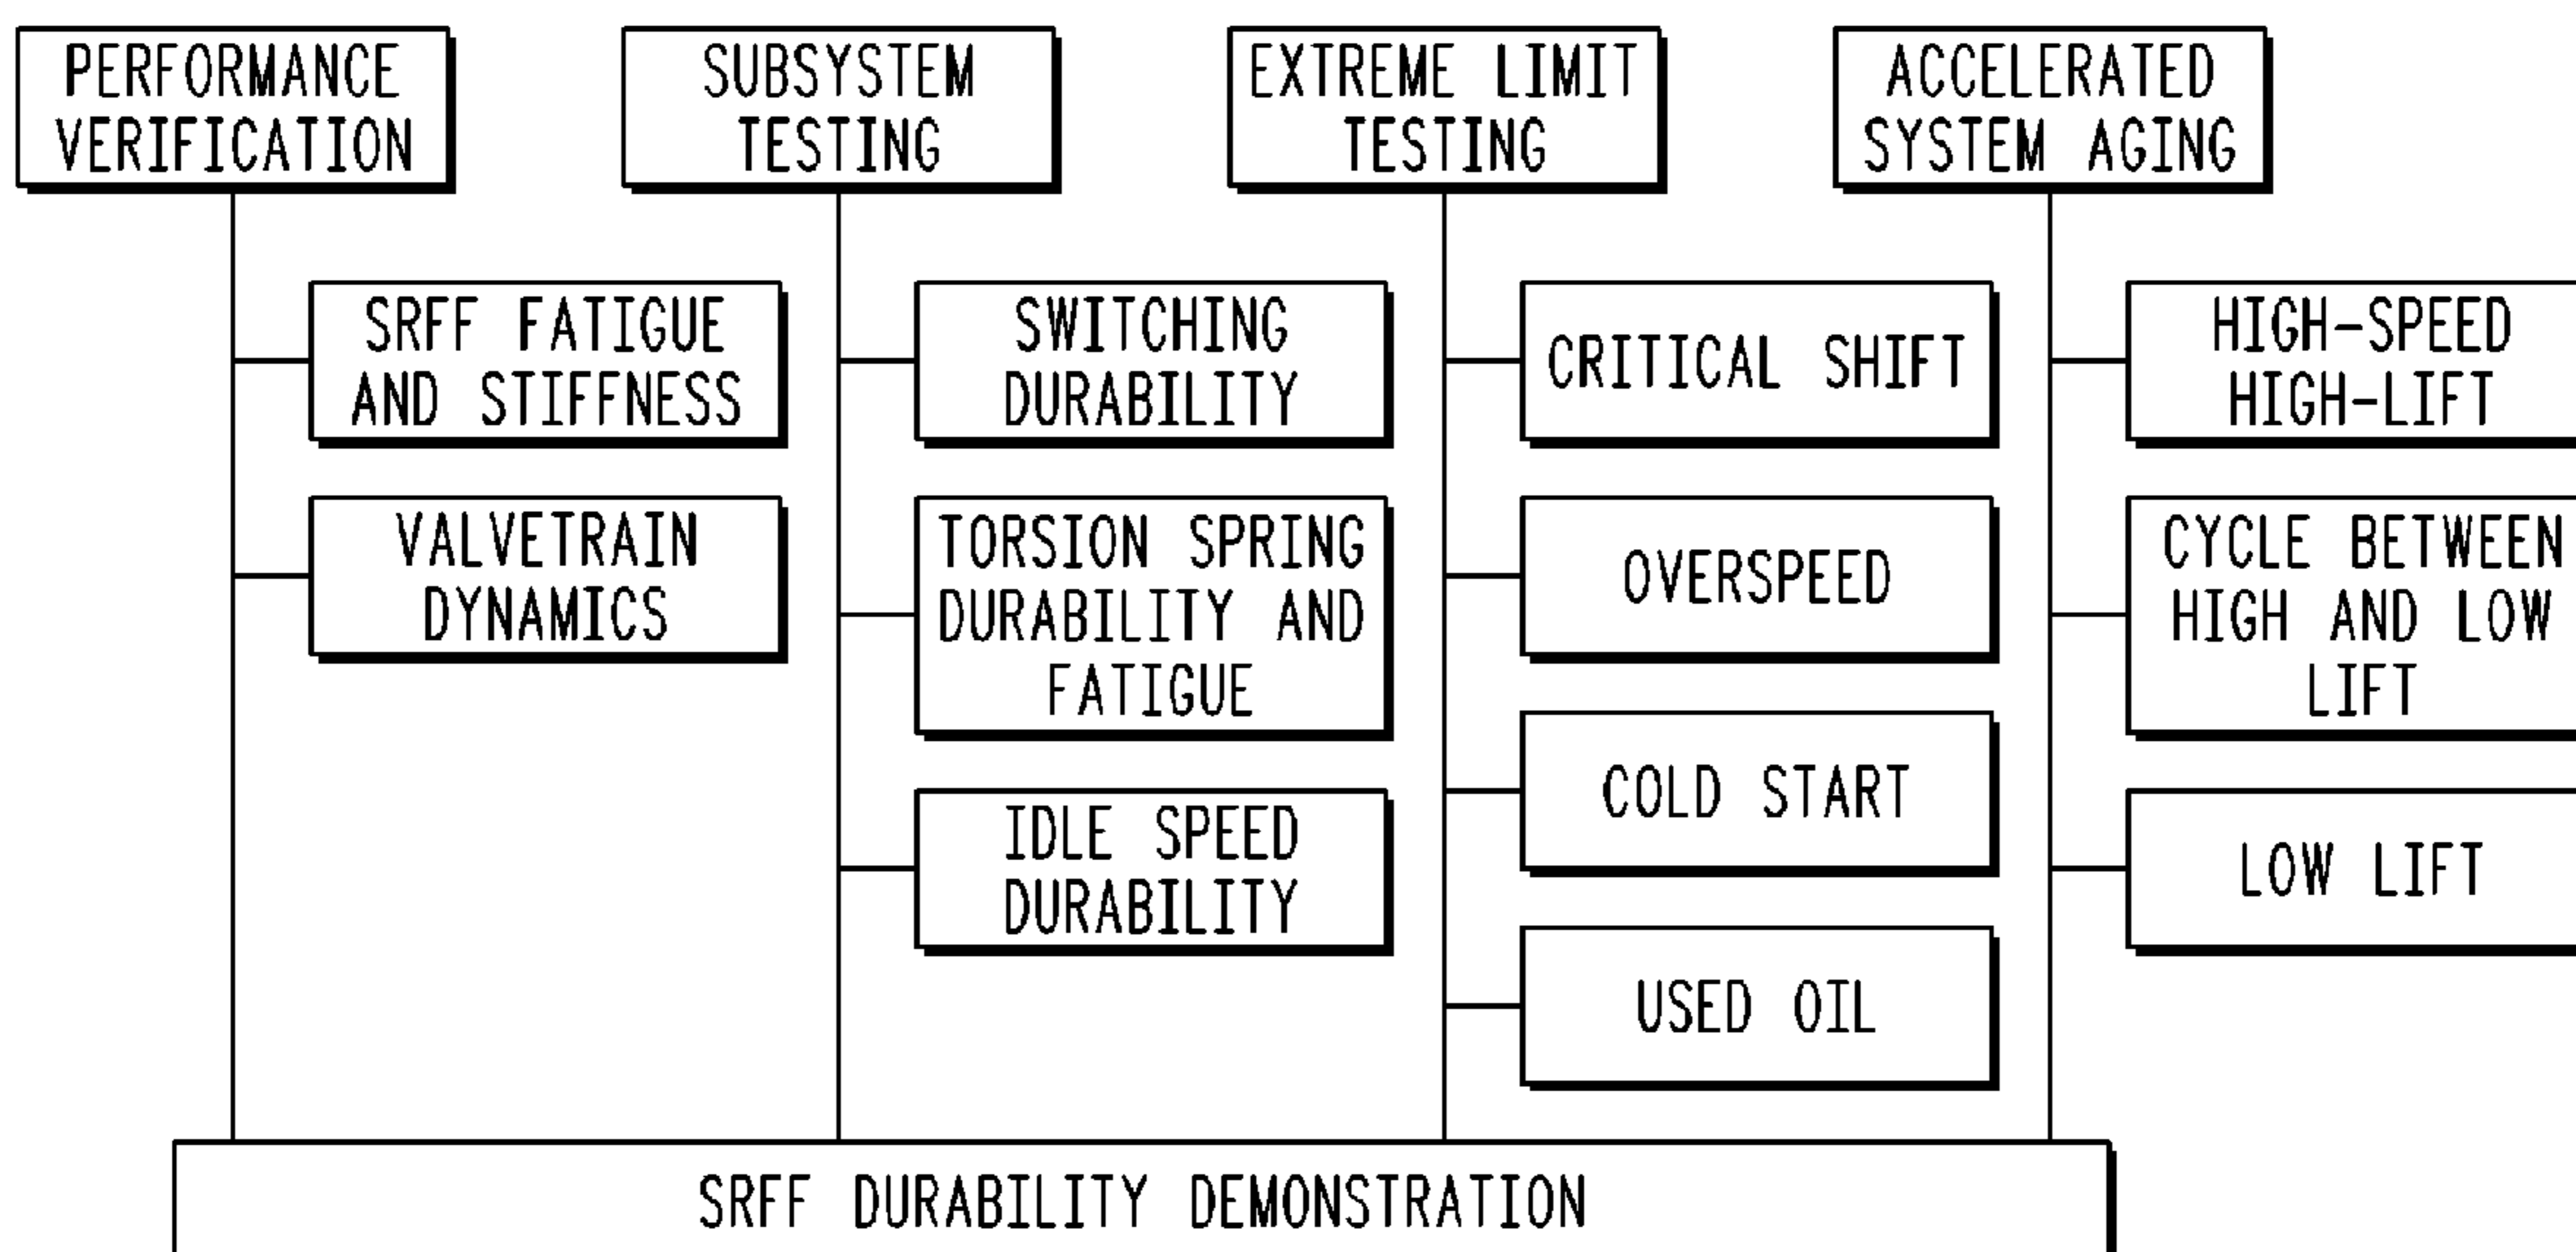 PERFORMANCE
VERIFICATION
SUBSYSTEM
TESTING
EXTREME LIMIT
TESTING
ACCELERATED
SYSTEM AGING
SRFF FATIGUE
AND STIFFNESS
VALVETRAIN
DYNAMICS
SWITCHING
DURABILITY
TORSION SPRING
DURABILITY AND
FATIGUE
IDLE SPEED
DURABILITY
CRITICAL SHIFT
OVERSPEED
COLD START
USED OIL
HIGH-SPEED
HIGH-LIFT
CYCLE BETWEEN
HIGH AND LOW
LIFT
LOW LIFT
SRFF DURABILITY DEMONSTRATION